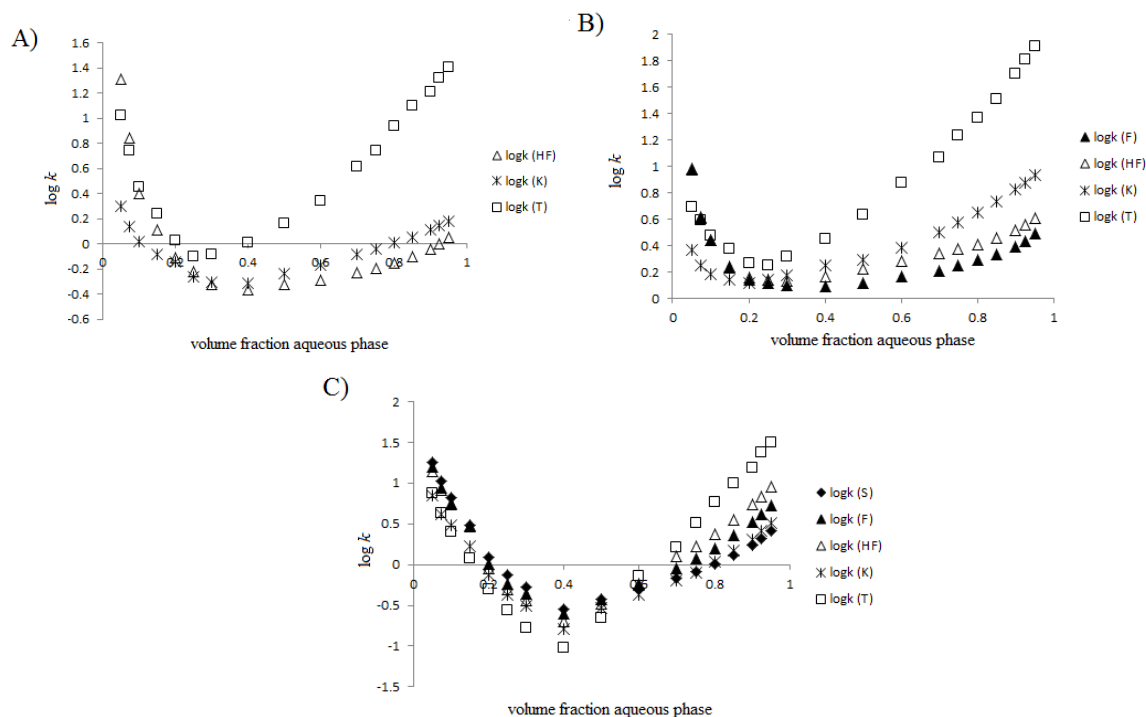 A)
log k
1.6
1.4
1.2
1
0.8
0.6
0.4
0.2
0
-0.2
-0.4
-0.6
0 0.2 0.4 0.6 0.8 1
volume fraction aqueous phase
logk (HF)
logk (K)
logk (T)
B)
log k
2
1.8
1.6
1.4
1.2
1
0.8
0.6
0.4
0.2
0
0 0.2 0.4 0.6 0.8 1
volume fraction aqueous phase
logk (F)
logk (HF)
logk (K)
logk (T)
C)
log k
2
1.5
1
0.5
0
-0.5
-1
-1.5
0 0.2 0.4 0.6 0.8 1
volume fraction aqueous phase
logk (S)
logk (F)
logk (HF)
logk (K)
logk (T)